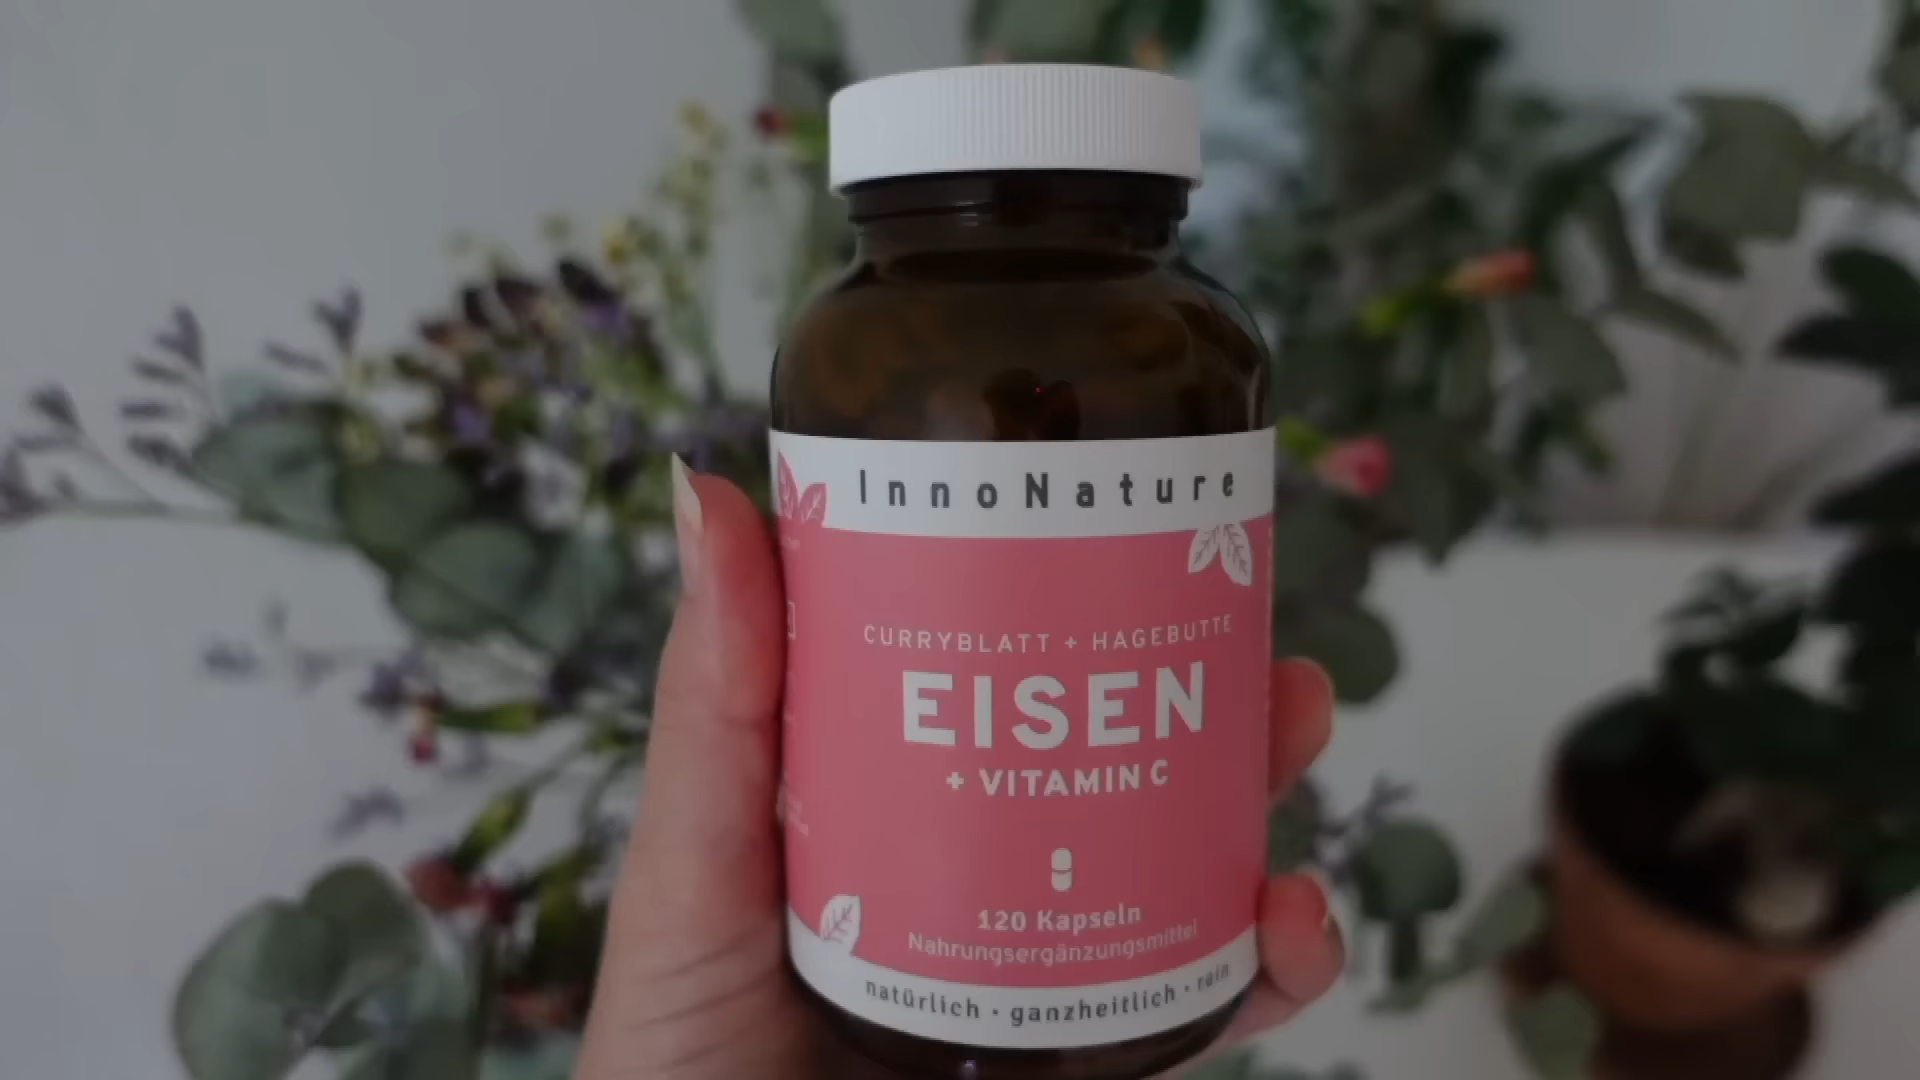 InnoNature
CURRYBLATT + HAGEBUTTE
EISEN
+ VITAMIN C
120 Kapseln
Nahrungsergänzungsmittel
natürlich · ganzheitlich · rein